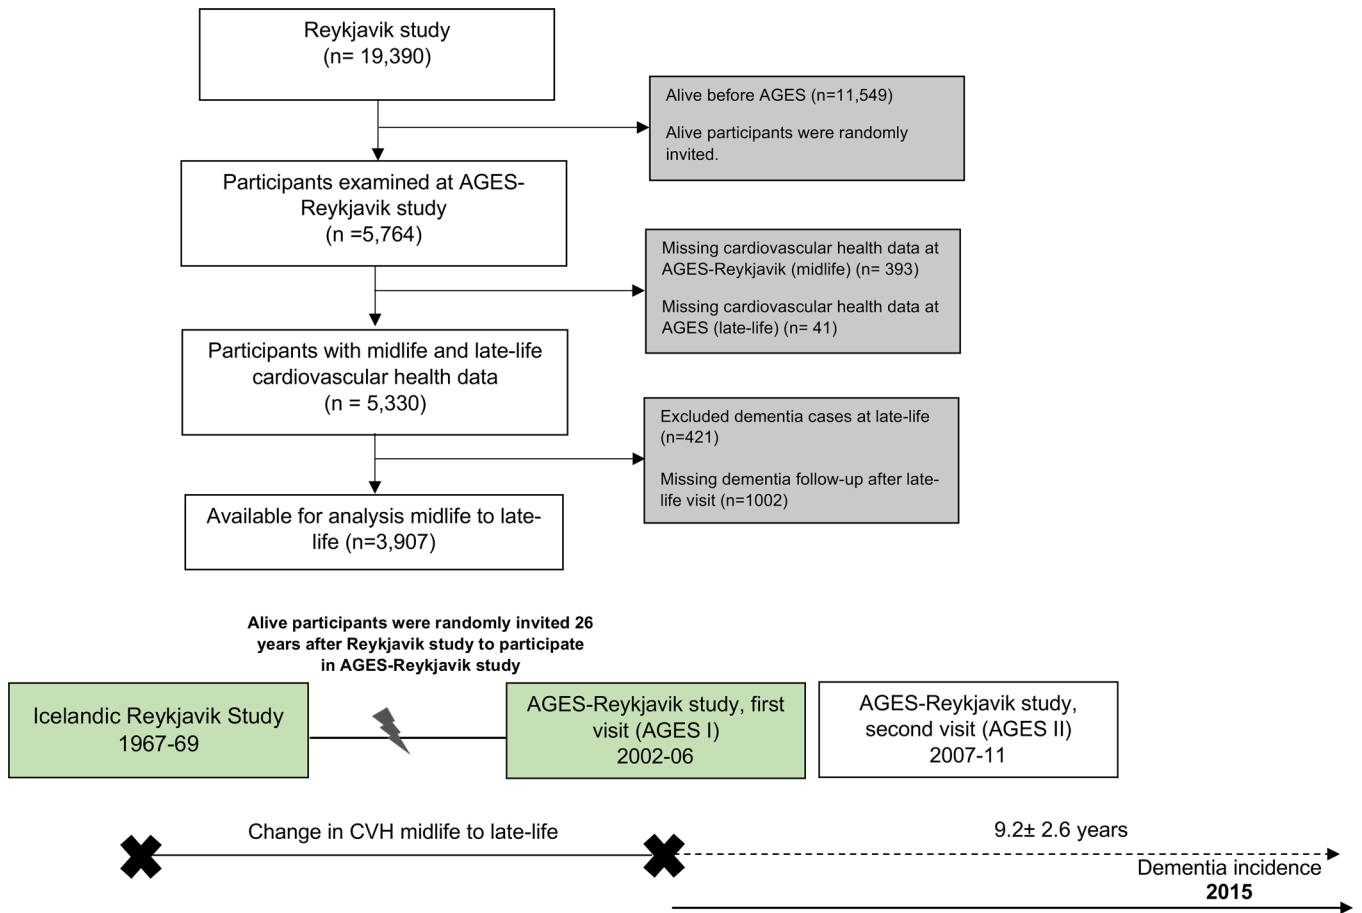 Reykjavik study
(n= 19,390)
Alive before AGES (n=11,549)
Alive participants were randomly
invited.
Participants examined at AGES-
Reykjavik study
(n =5,764)
Missing cardiovascular health data at
AGES-Reykjavik (midlife) (n= 393)
Missing cardiovascular health data at
AGES (late-life) (n= 41)
Participants with midlife and late-life
cardiovascular health data
(n = 5,330)
Excluded dementia cases at late-life
(n=421)
Missing dementia follow-up after late-
life visit (n=1002)
Available for analysis midlife to late-
life (n=3,907)
Alive participants were randomly invited 26
years after Reykjavik study to participate
in AGES-Reykjavik study
Icelandic Reykjavik Study
1967-69
AGES-Reykjavik study, first
visit (AGES I)
2002-06
AGES-Reykjavik study,
second visit (AGES II)
2007-11
Change in CVH midlife to late-life
9.2± 2.6 years
Dementia incidence
2015